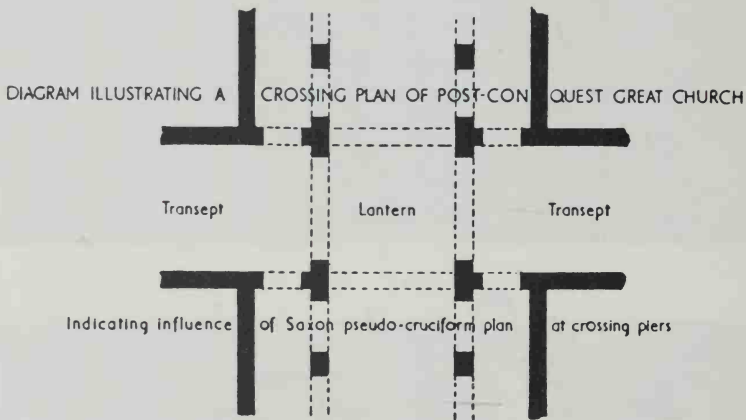 DIAGRAM ILLUSTRATING A CROSSING PLAN OF POST-CONQUEST GREAT CHURCH
Transept Lantern Transept
Indicating influence of Saxon pseudo-cruciform plan at crossing piers